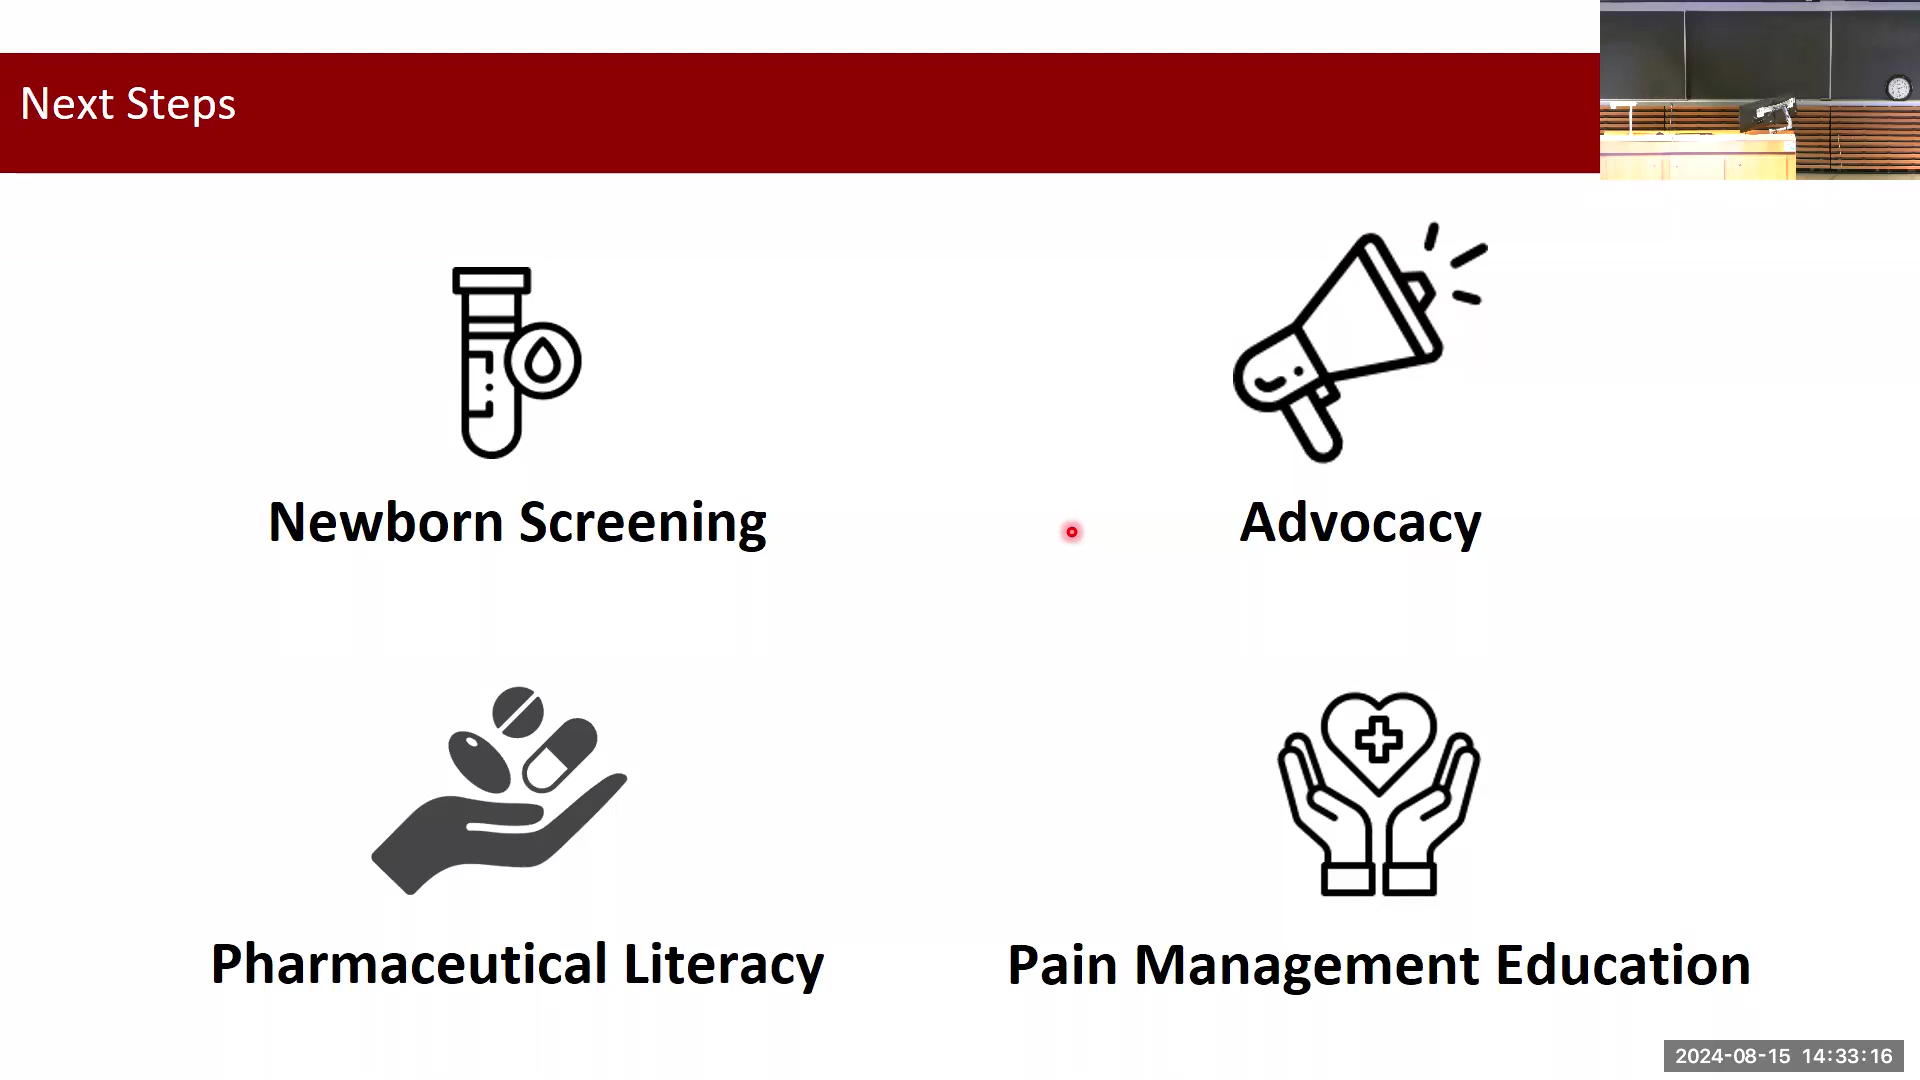 Next Steps
Newborn Screening
Advocacy
Pharmaceutical Literacy
Pain Management Education
2024-08-15 14:33:16